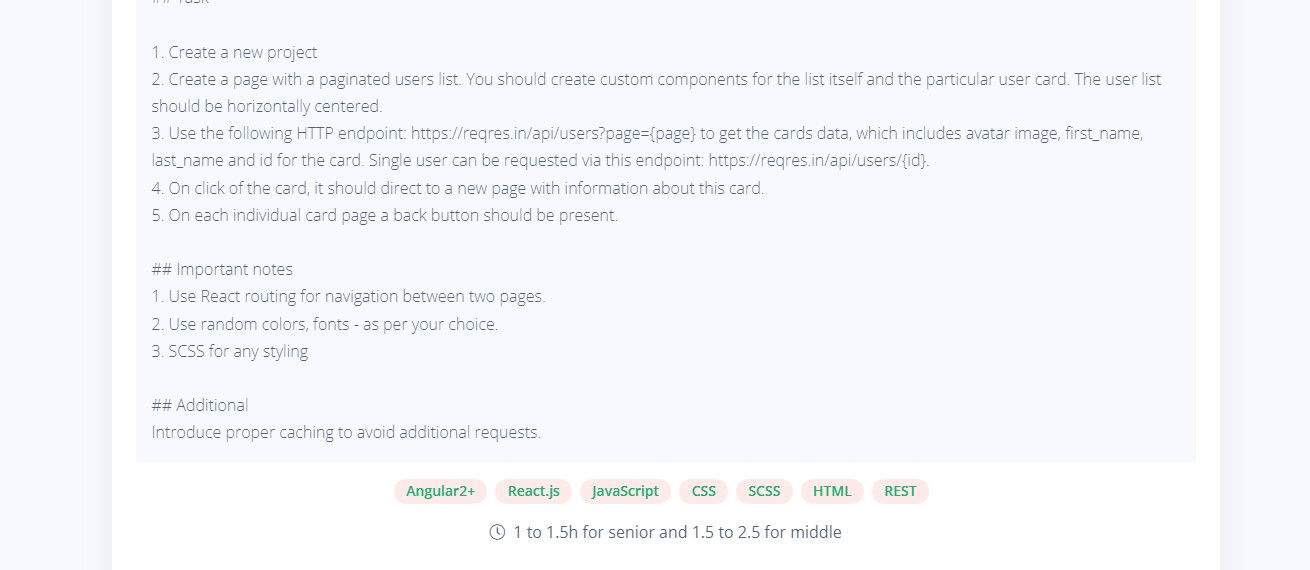 ## Task
1. Create a new project
2. Create a page with a paginated users list. You should create custom components for the list itself and the particular user card. The user list
should be horizontally centered.
3. Use the following HTTP endpoint: https://reqres.in/api/users?page={page} to get the cards data, which includes avatar image, first_name,
last_name and id for the card. Single user can be requested via this endpoint: https://reqres.in/api/users/{id}.
4. On click of the card, it should direct to a new page with information about this card.
5. On each individual card page a back button should be present.
## Important notes
1. Use React routing for navigation between two pages.
2. Use random colors, fonts - as per your choice.
3. SCSS for any styling
## Additional
Introduce proper caching to avoid additional requests.
Angular2+ React.js JavaScript CSS SCSS HTML REST
1 to 1.5h for senior and 1.5 to 2.5 for middle